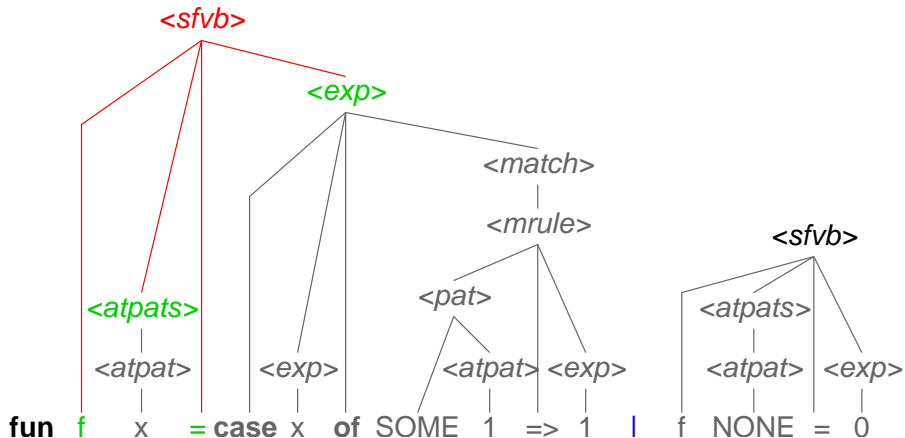 <sfvb>
<exp>
<match>
<mrule>
<sfvb>
<atpats> <pat> <atpats>
<atpat> <exp> <atpat> <exp> <atpat> <exp>
fun f x = case x of SOME 1 => 1 | f NONE = 0